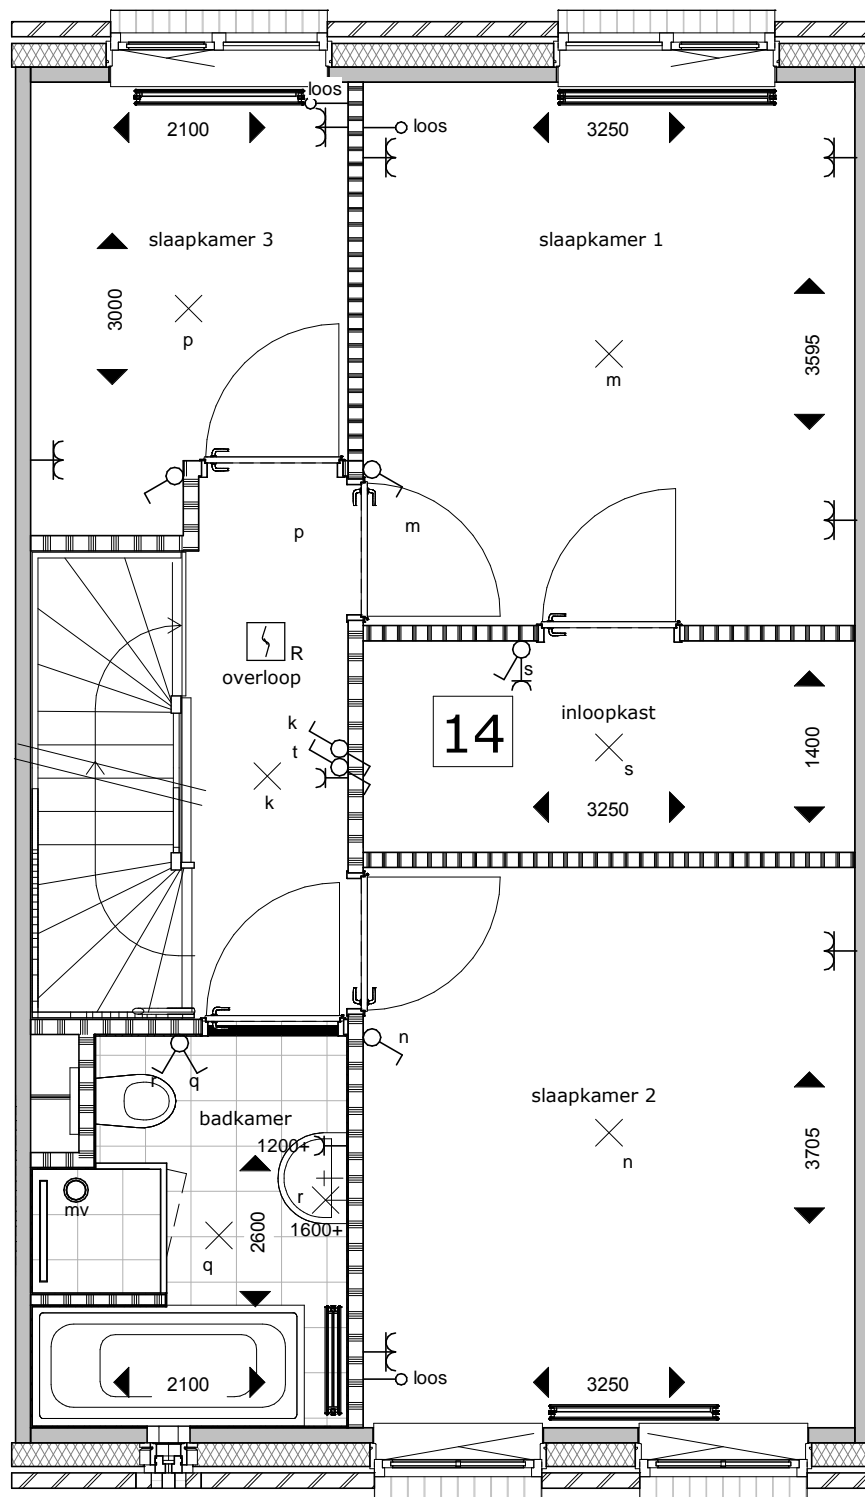 loos
2100
loos
3250
slaapkamer 3
slaapkamer 1
3000
p
3595
m
p
m
R
overloop
s
14
inloopkast
k
t
k
s
1400
3250
n
r
q
badkamer
slaapkamer 2
1200+
3705
n
mv
r
1600+
2600
q
2100
loos
3250